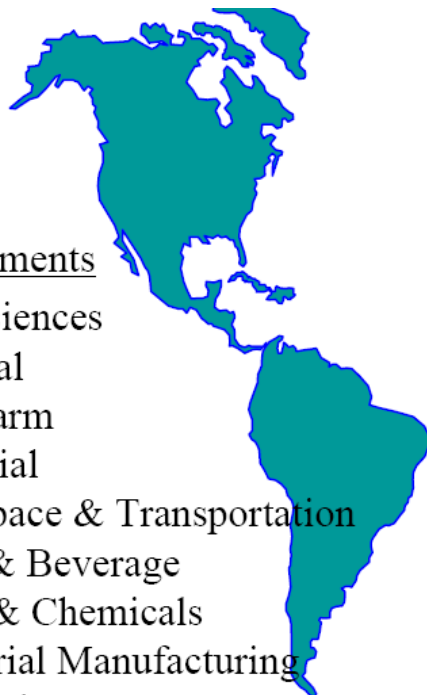 ments
iences
al
arm
ial
pace & Transportation
& Beverage
& Chemicals
rial Manufacturing